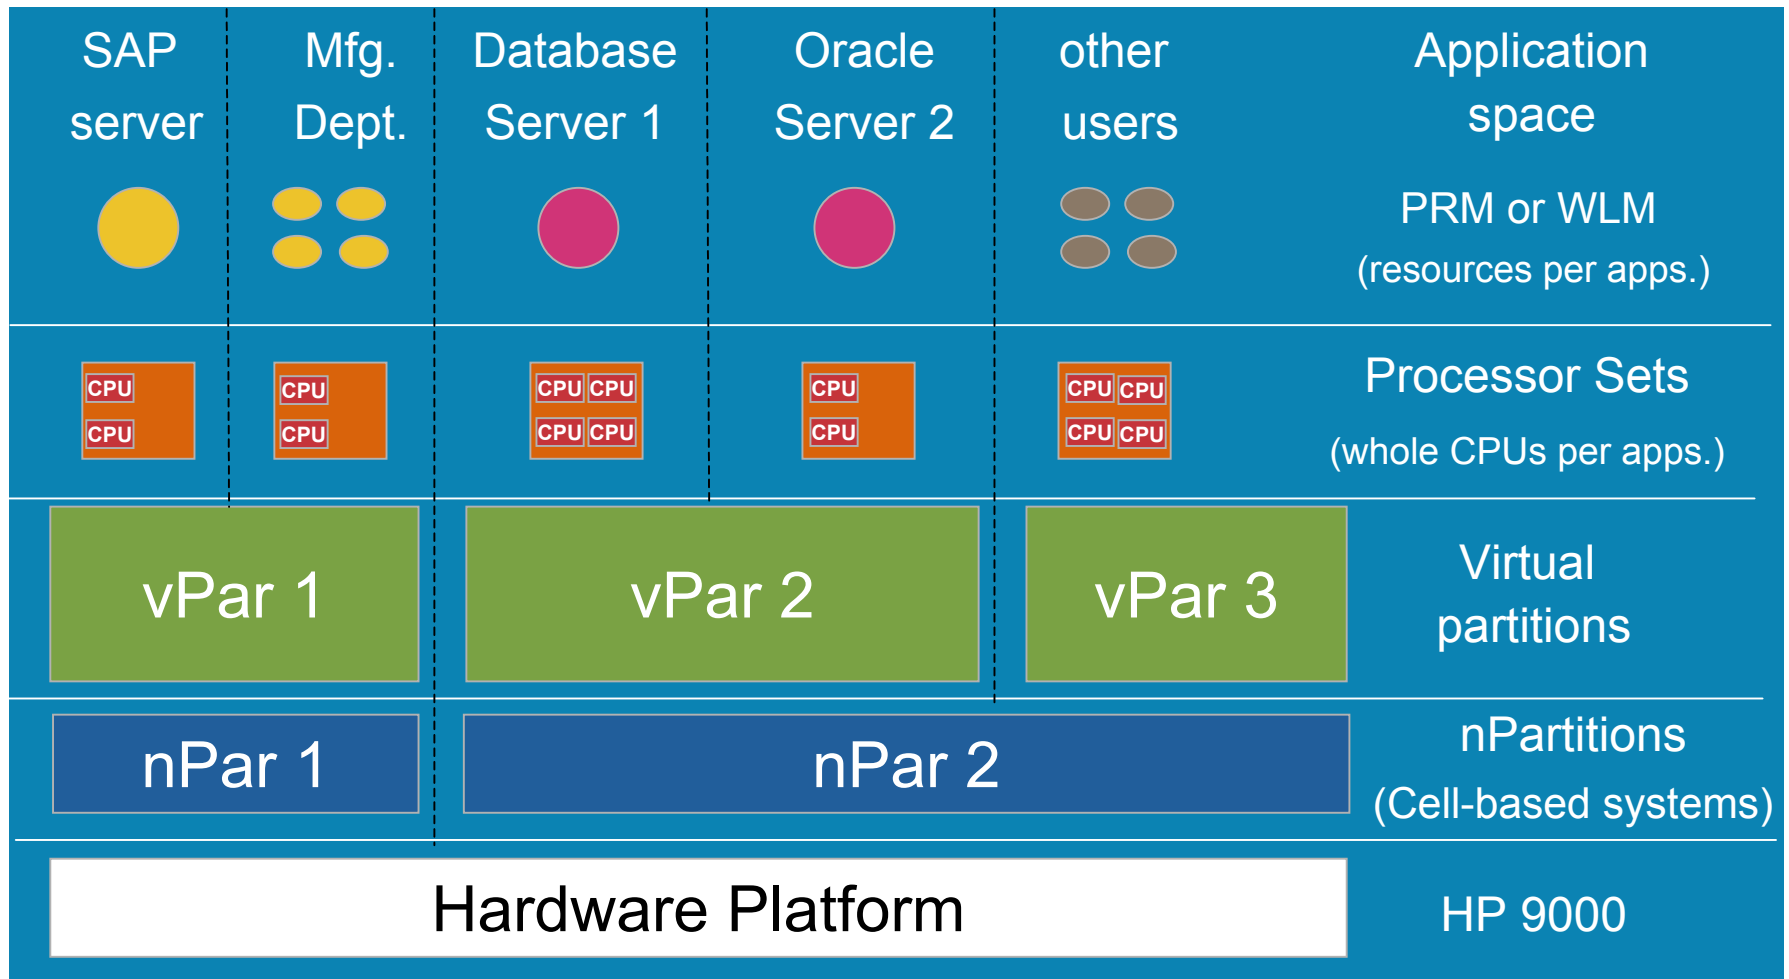 SAP
server
Mfg.
Dept.
Database
Server 1
Oracle
Server 2
other
users
Application
space
PRM or WLM
(resources per apps.)
CPU
CPU
CPU
CPU
CPU CPU
CPU CPU
CPU
CPU
CPU CPU
CPU CPU
Processor Sets
(whole CPUs per apps.)
vPar 1
vPar 2
vPar 3
Virtual
partitions
nPar 1
nPar 2
nPartitions
(Cell-based systems)
Hardware Platform
HP 9000